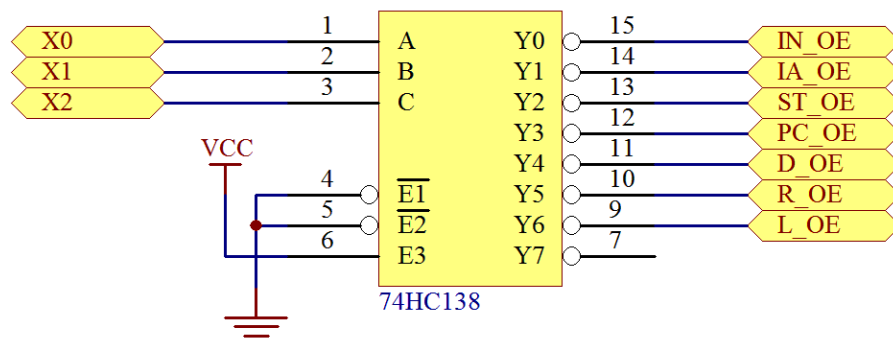 X0 1 A Y0 15 IN_OE
X1 2 B Y1 14 IA_OE
X2 3 C Y2 13 ST_OE
Y3 12 PC_OE
VCC
Y4 11 D_OE
4 E1 Y5 10 R_OE
5 E2 Y6 9 L_OE
6 E3 Y7 7
74HC138